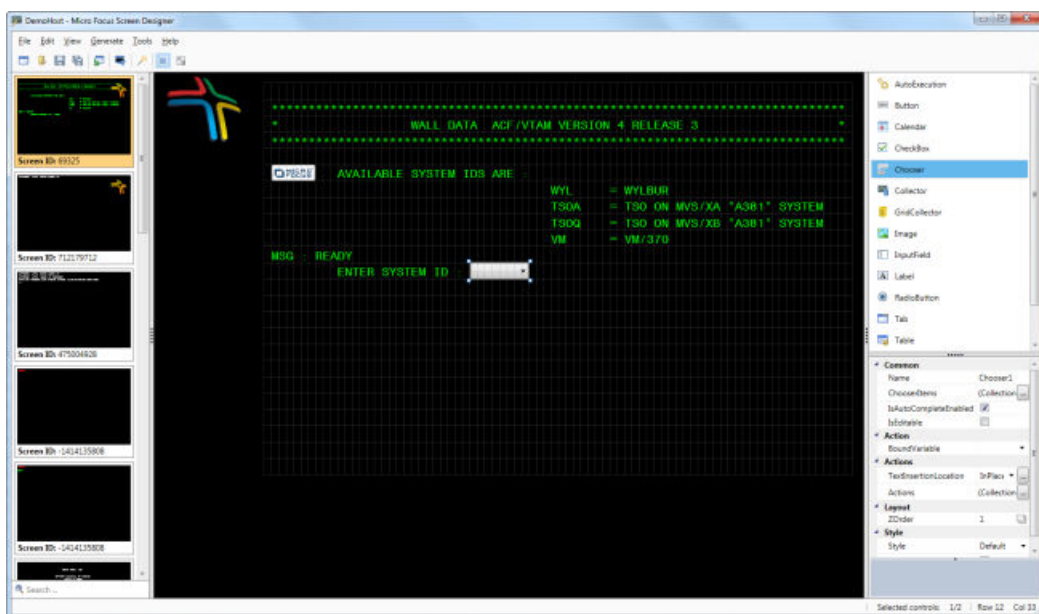 DemoHost - Micro Focus Screen Designer
File Edit View Generate Tools Help
Screen ID: 69325
Screen ID: 712179712
Screen ID: 475004928
Screen ID: -1414135808
Screen ID: -1414135808
Search...
************************************************************************
* WALL DATA ACF/VTAM VERSION 4 RELEASE 3 *
************************************************************************
: AVAILABLE SYSTEM IDS ARE :
WYL = WYLBUR
TSOA = TSO ON MVS/XA "A381" SYSTEM
TSOQ = TSO ON MVS/XB "A381" SYSTEM
VM = VM/370
MSG : READY
ENTER SYSTEM ID :
AutoExecution
Button
Calendar
CheckBox
Chooser
Collector
GridCollector
Image
InputField
Label
RadioButton
Tab
Table
Common
Name Chooser1
ChooserItems (Collection
IsAutoCompleteEnabled
IsEditable
Action
BoundVariable
Actions
TextInsertionLocation InPlac
Actions (Collection
Layout
ZOrder 1
Style
Style Default
Selected controls: 1/2 Row 12 Col 33